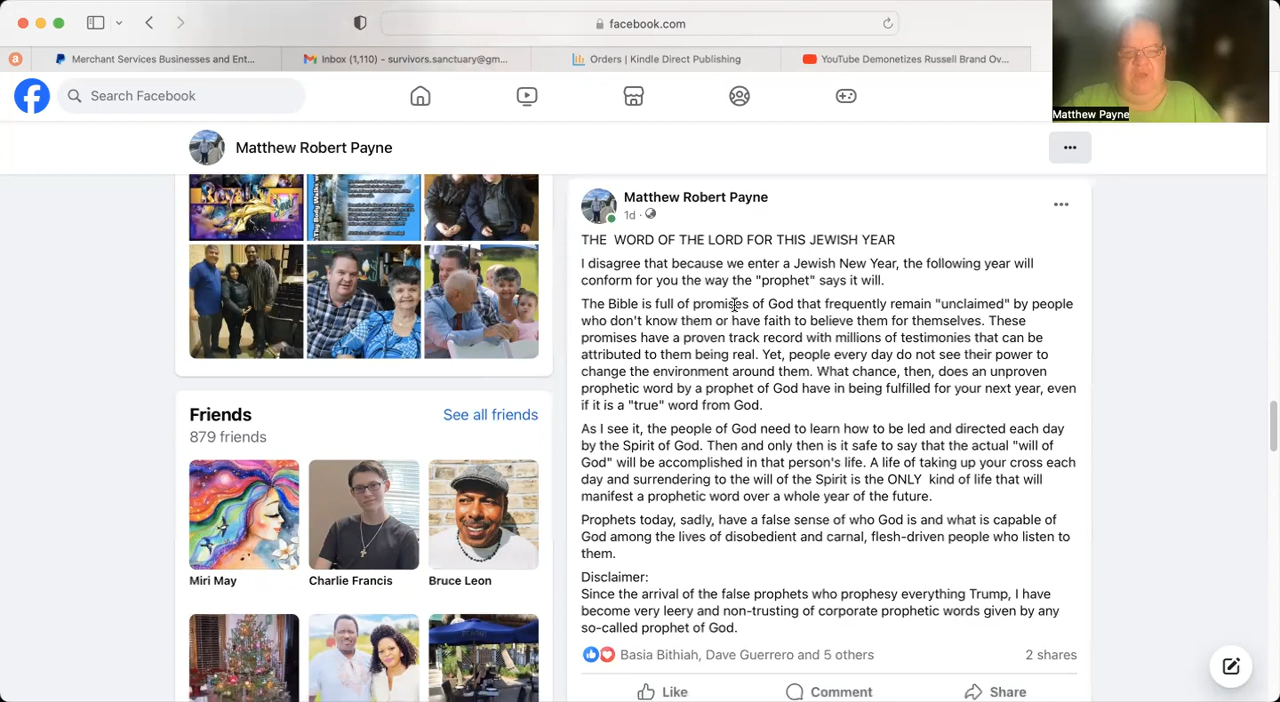 facebook.com
Merchant Services Businesses and Ent...
Inbox (1,110) - survivors.sanctuary@gm...
Orders | Kindle Direct Publishing
YouTube Demonetizes Russell Brand Ov...
Search Facebook
Matthew Payne
Matthew Robert Payne
Friends
See all friends
879 friends
Miri May
Charlie Francis
Bruce Leon
Matthew Robert Payne
1d
THE WORD OF THE LORD FOR THIS JEWISH YEAR
I disagree that because we enter a Jewish New Year, the following year will
conform for you the way the "prophet" says it will.
The Bible is full of promises of God that frequently remain "unclaimed" by people
who don't know them or have faith to believe them for themselves. These
promises have a proven track record with millions of testimonies that can be
attributed to them being real. Yet, people every day do not see their power to
change the environment around them. What chance, then, does an unproven
prophetic word by a prophet of God have in being fulfilled for your next year, even
if it is a "true" word from God.
As I see it, the people of God need to learn how to be led and directed each day
by the Spirit of God. Then and only then is it safe to say that the actual "will of
God" will be accomplished in that person's life. A life of taking up your cross each
day and surrendering to the will of the Spirit is the ONLY kind of life that will
manifest a prophetic word over a whole year of the future.
Prophets today, sadly, have a false sense of who God is and what is capable of
God among the lives of disobedient and carnal, flesh-driven people who listen to
them.
Disclaimer:
Since the arrival of the false prophets who prophesy everything Trump, I have
become very leery and non-trusting of corporate prophetic words given by any
so-called prophet of God.
Basia Bithiah, Dave Guerrero and 5 others
2 shares
Like
Comment
Share